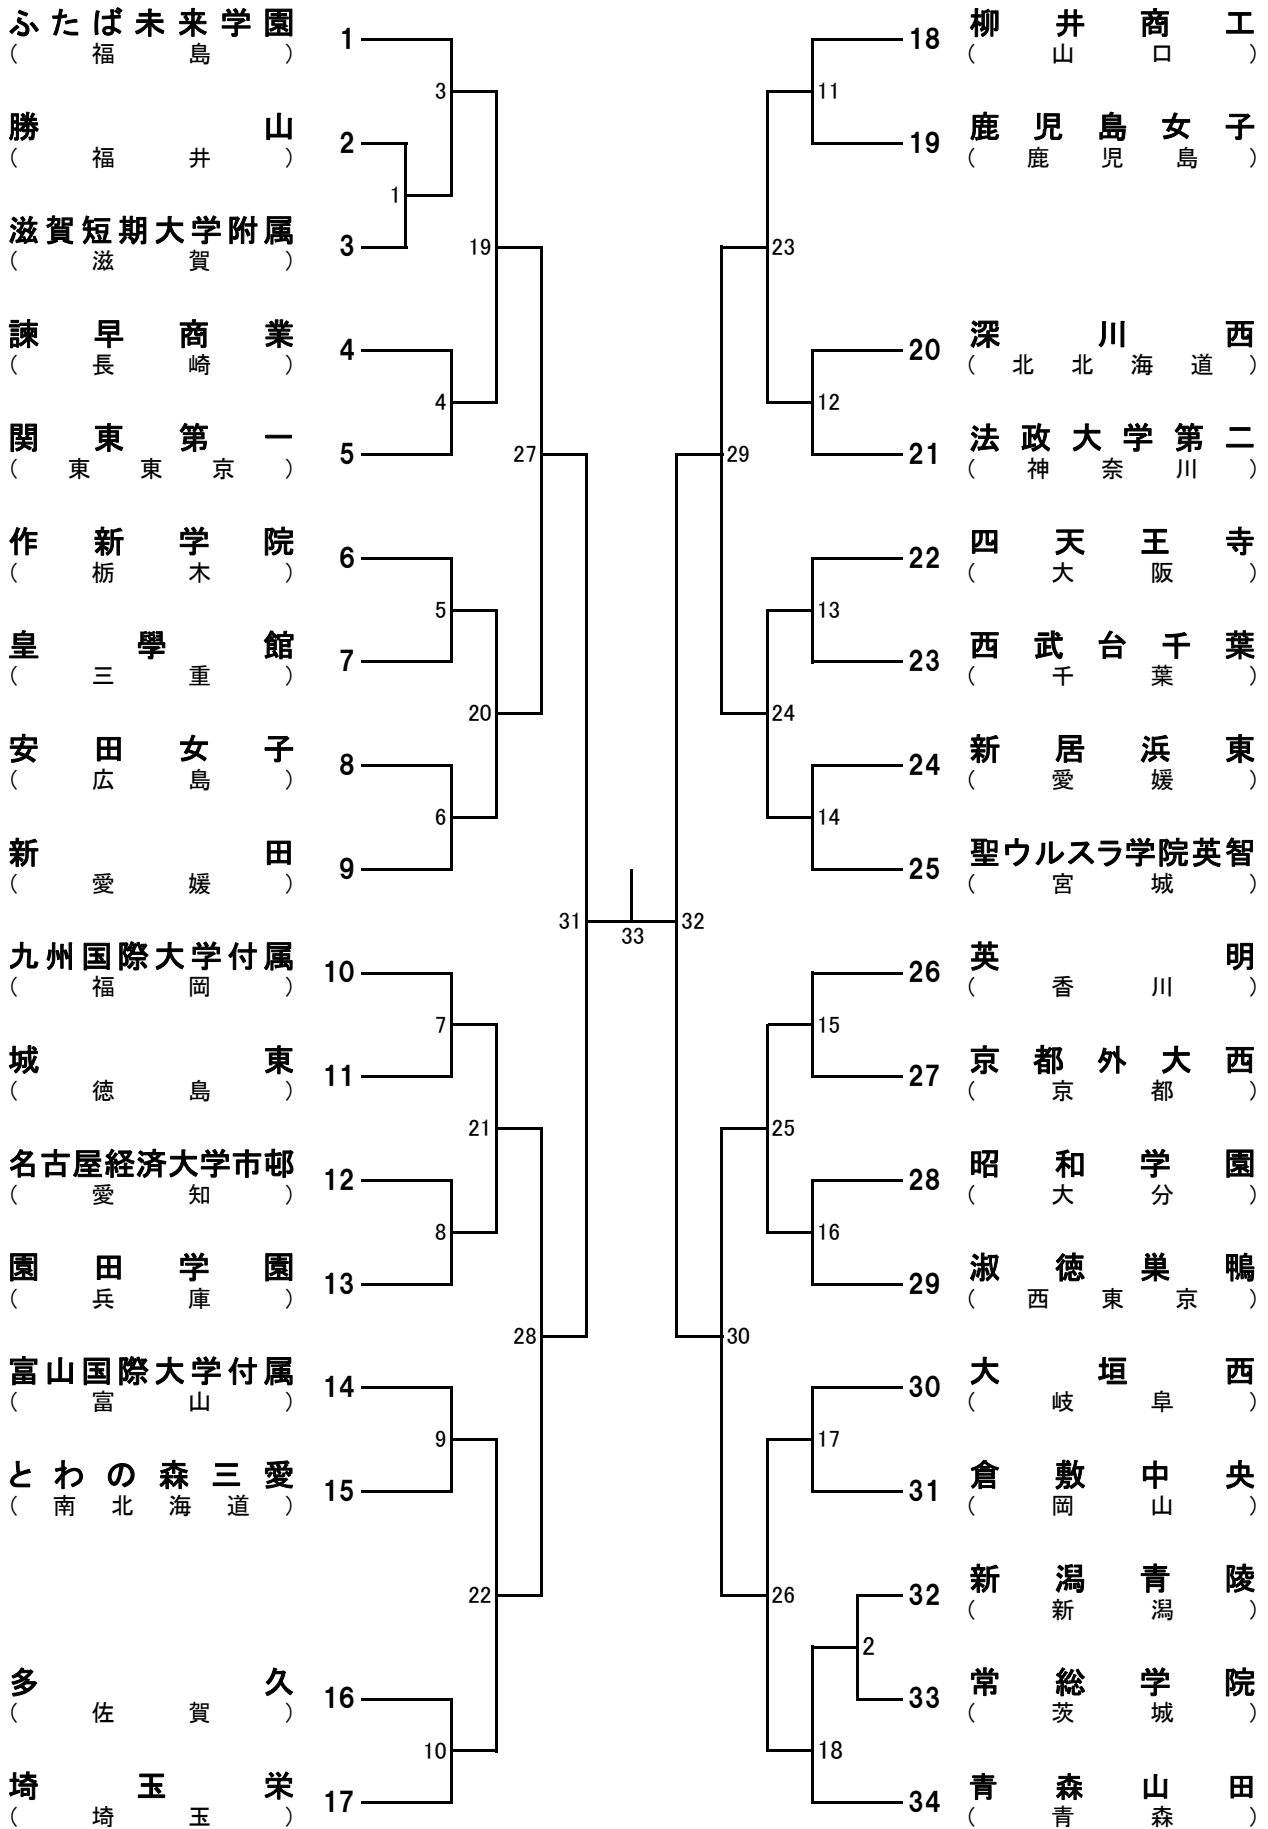 ふたば未来学園 1
(福島)
3
勝山 2
(福井)
1
滋賀短期大学附属 3
(滋賀)
19
諫早商業 4
(長崎)
4
関東第一 5
(東東京)
27
作新学院 6
(栃木)
5
皇學館 7
(三重)
20
安田女子 8
(広島)
6
新田 9
(愛媛)
31
33
九州国際大学付属 10
(福岡)
7
城東 11
(徳島)
21
名古屋経済大学市邨 12
(愛知)
8
園田学園 13
(兵庫)
28
富山国際大学付属 14
(富山)
9
とわの森三愛 15
(南北海道)
22
多久 16
(佐賀)
10
埼玉栄 17
(埼玉)
18 柳井商工
(山口)
11
19 鹿児島女子
(鹿児島)
23
20 深川西
(北北海道)
12
21 法政大学第二
(神奈川)
29
22 四天王寺
(大阪)
13
23 西武台千葉
(千葉)
24
24 新居浜東
(愛媛)
14
25 聖ウルスラ学院英智
(宮城)
32
26 英明
(香川)
15
27 京都外大西
(京都)
25
28 昭和学園
(大分)
16
29 淑徳巣鴨
(西東京)
30
30 大垣西
(岐阜)
17
31 倉敷中央
(岡山)
26
32 新潟青陵
(新潟)
2
33 常総学院
(茨城)
18
34 青森山田
(青森)